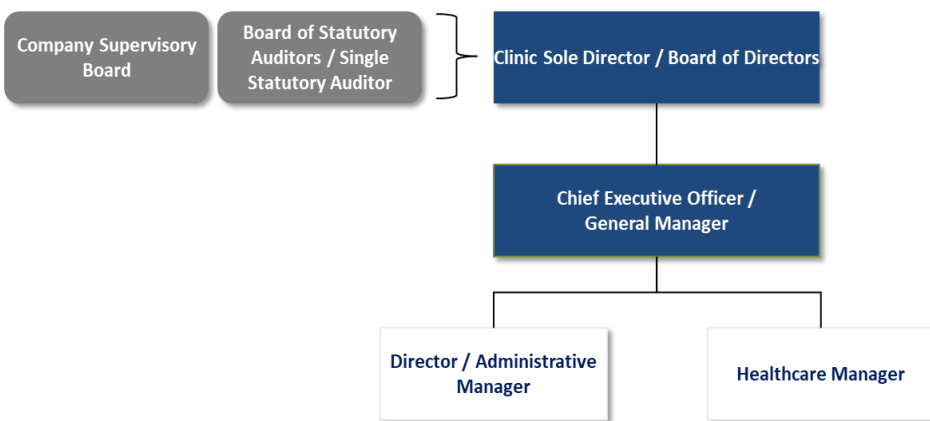 Company Supervisory
Board
Board of Statutory
Auditors / Single
Statutory Auditor
Clinic Sole Director / Board of Directors
Chief Executive Officer /
General Manager
Director / Administrative
Manager
Healthcare Manager